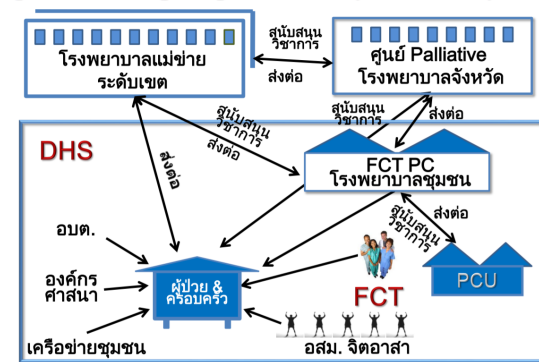 สนับสนุน
วิชาการ
ส่งต่อ
โรงพยาบาลแม่ข่าย
ระดับเขต
ศูนย์ Palliative
โรงพยาบาลจังหวัด
สนับสนุน
วิชาการ
ส่งต่อ
สนับสนุน
วิชาการ
ส่งต่อ
DHS
ส่งต่อ
FCT PC
โรงพยาบาลชุมชน
สนับสนุน
วิชาการ
ส่งต่อ
อบต.
องค์กร
ศาสนา
ผู้ป่วย &
ครอบครัว
FCT
PCU
เครือข่ายชุมชน
อสม. จิตอาสา